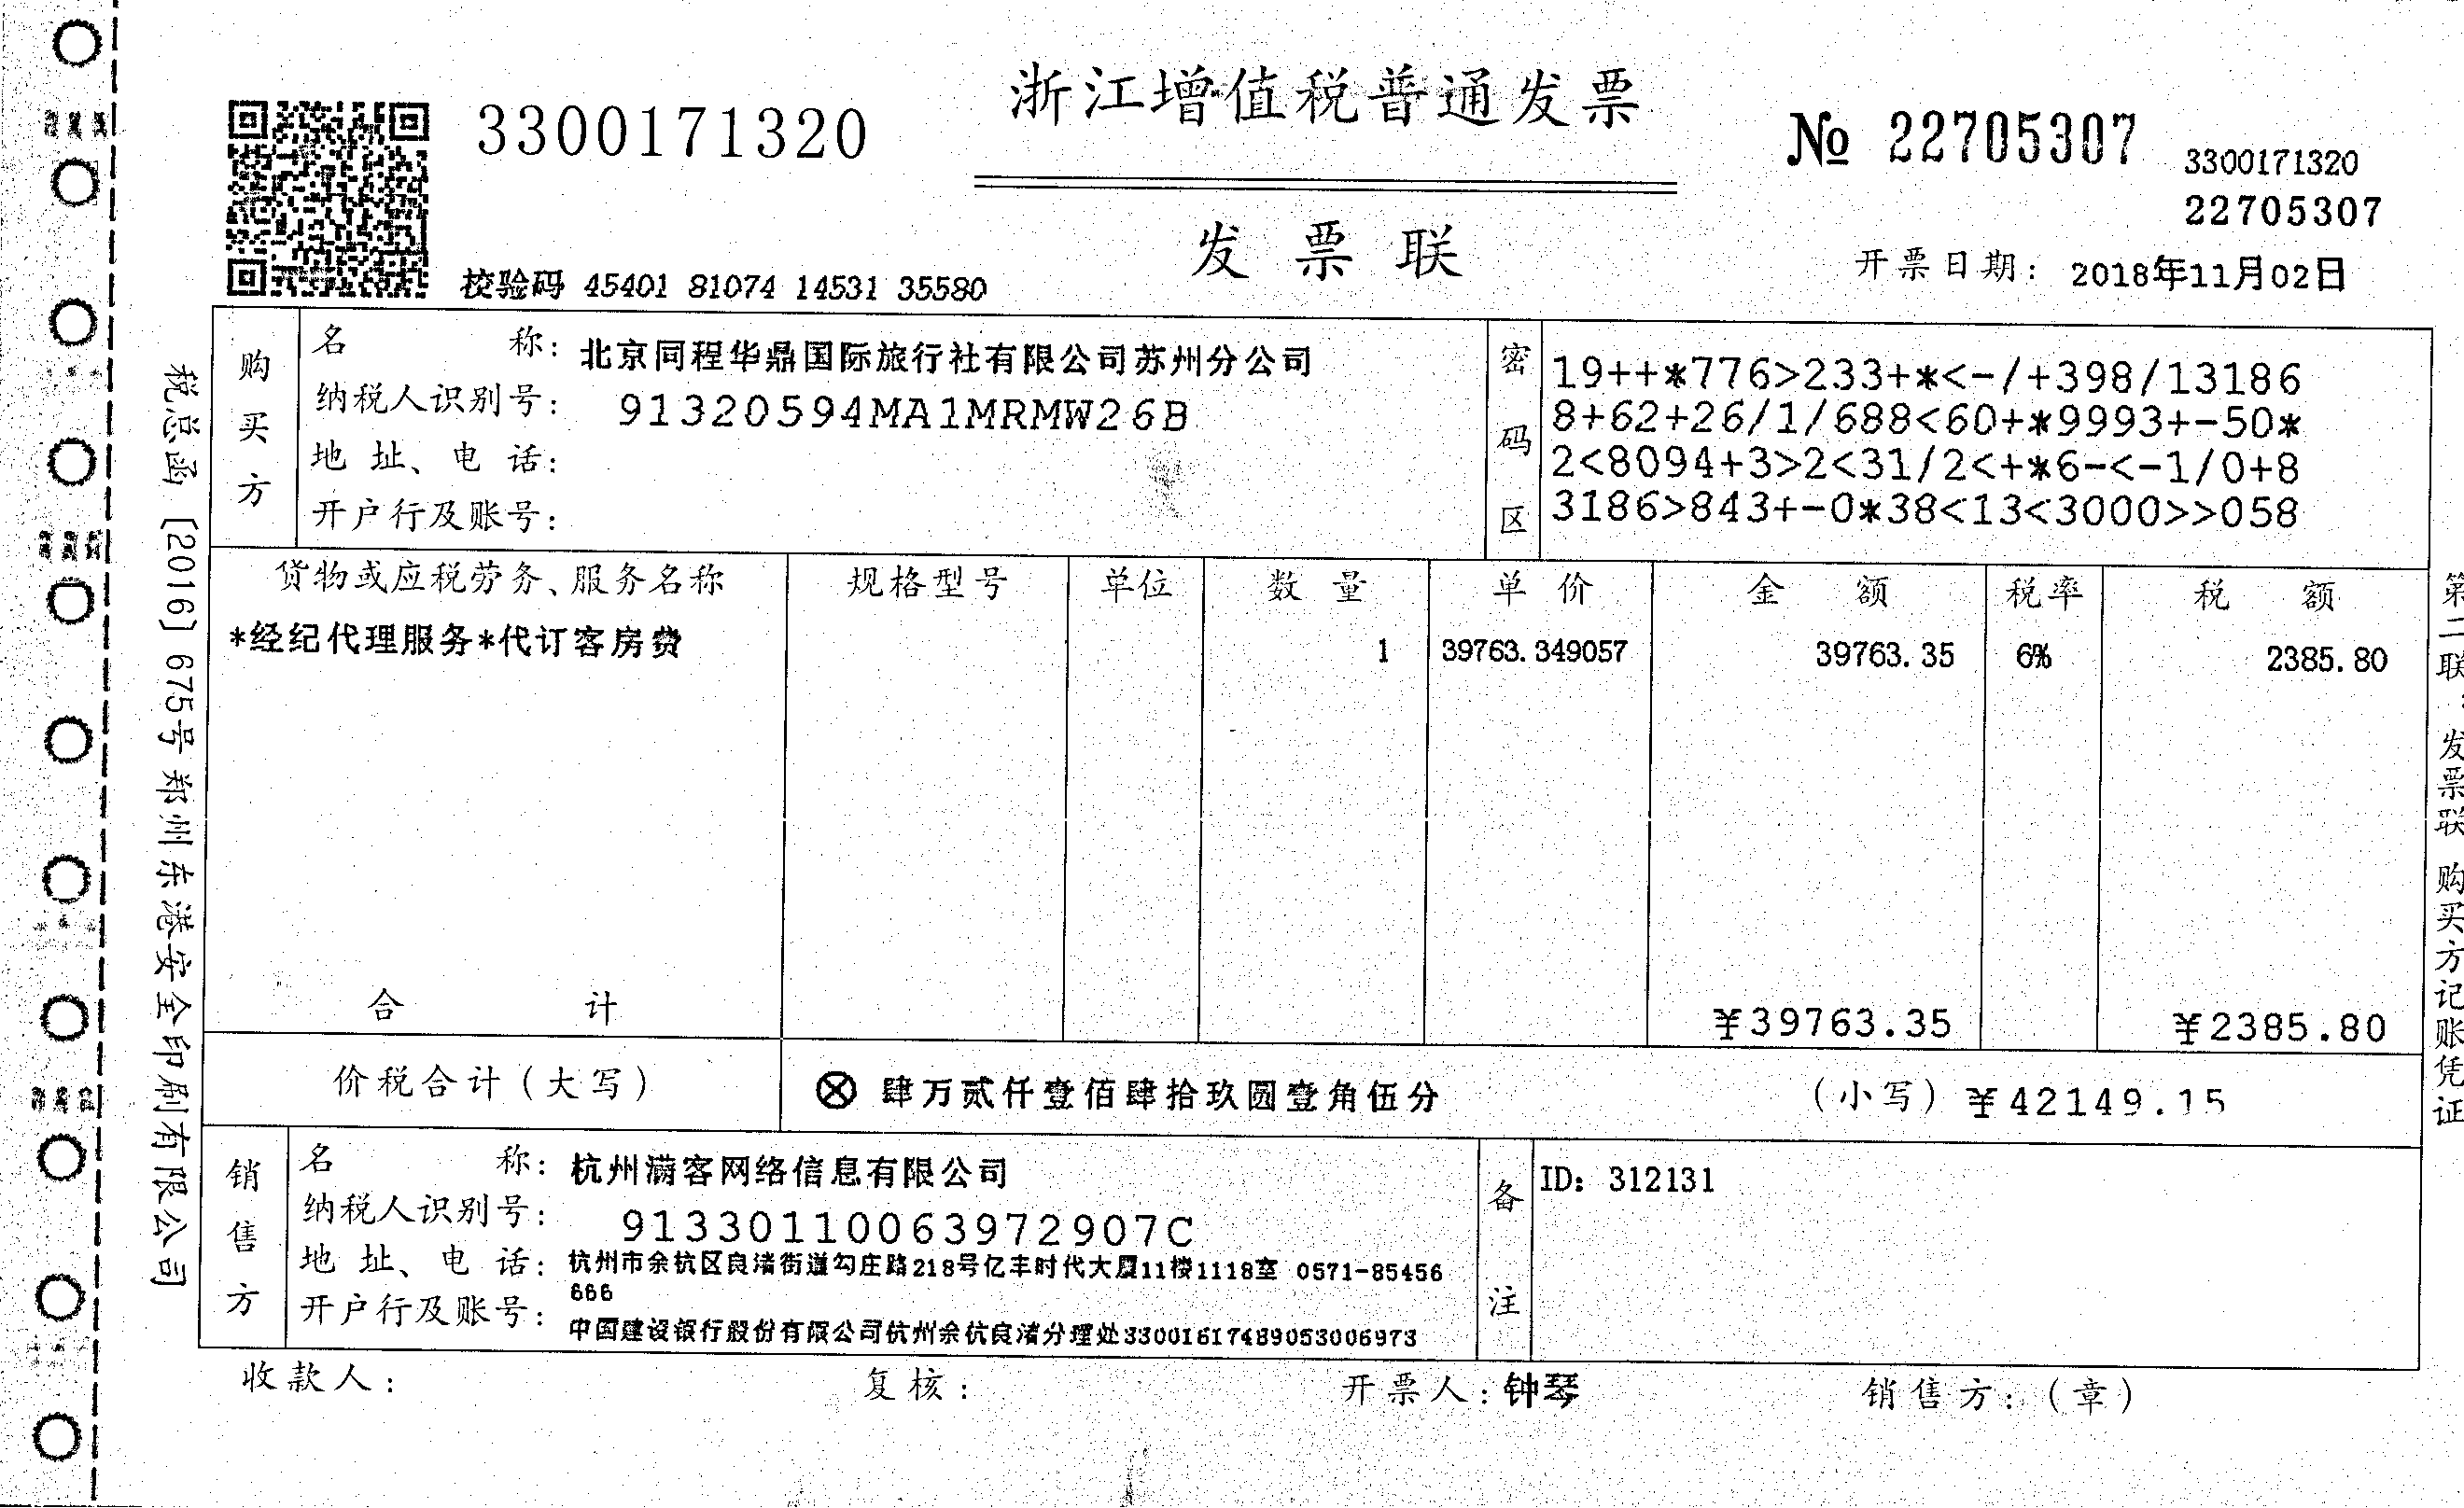 浙江增值税普通发票
3300171320
№ 22705307
3300171320
22705307
发票联
校验码 45401 81074 14531 35580
开票日期: 2018年11月02日
税总函[2016]675号郑州东港安全印刷有限公司
购买方
名称: 北京同程华鼎国际旅行社有限公司苏州分公司
纳税人识别号: 91320594MA1MRMW26B
地址、电话:
开户行及账号:
密码区
19++*776>233+*<-/+398/13186
8+62+26/1/688<60+*9993+-50*
2<8094+3>2<31/2<+*6-<-1/0+8
3186>843+-0*38<13<3000>>058
货物或应税劳务、服务名称 规格型号 单位 数量 单价 金额 税率 税额
*经纪代理服务*代订客房费 1 39763.349057 39763.35 6% 2385.80
合计 ¥39763.35 ¥2385.80
价税合计(大写) ⊗肆万贰仟壹佰肆拾玖圆壹角伍分 (小写)¥42149.15
销售方
名称: 杭州满客网络信息有限公司
纳税人识别号: 91330110063972907C
地址、电话: 杭州市余杭区良渚街道勾庄路218号亿丰时代大厦11楼1118室 0571-85456
666
开户行及账号: 中国建设银行股份有限公司杭州余杭良渚分理处33001617489053006973
备注
ID: 312131
收款人: 复核: 开票人: 钟琴 销售方:(章)
第二联:发票联 购买方记账凭证